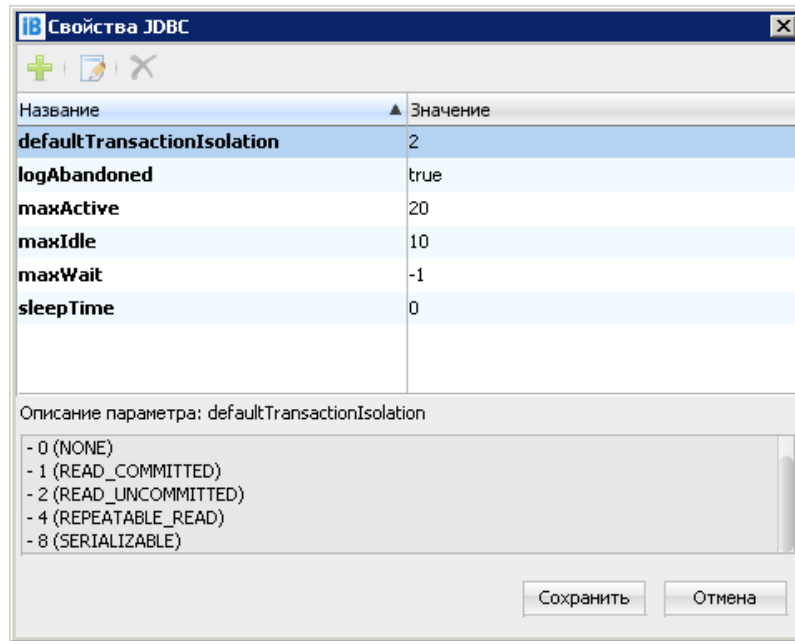 iB Свойства JDBC
Название Значение
defaultTransactionIsolation 2
logAbandoned true
maxActive 20
maxIdle 10
maxWait -1
sleepTime 0
Описание параметра: defaultTransactionIsolation
- 0 (NONE)
- 1 (READ_COMMITTED)
- 2 (READ_UNCOMMITTED)
- 4 (REPEATABLE_READ)
- 8 (SERIALIZABLE)
Сохранить Отмена